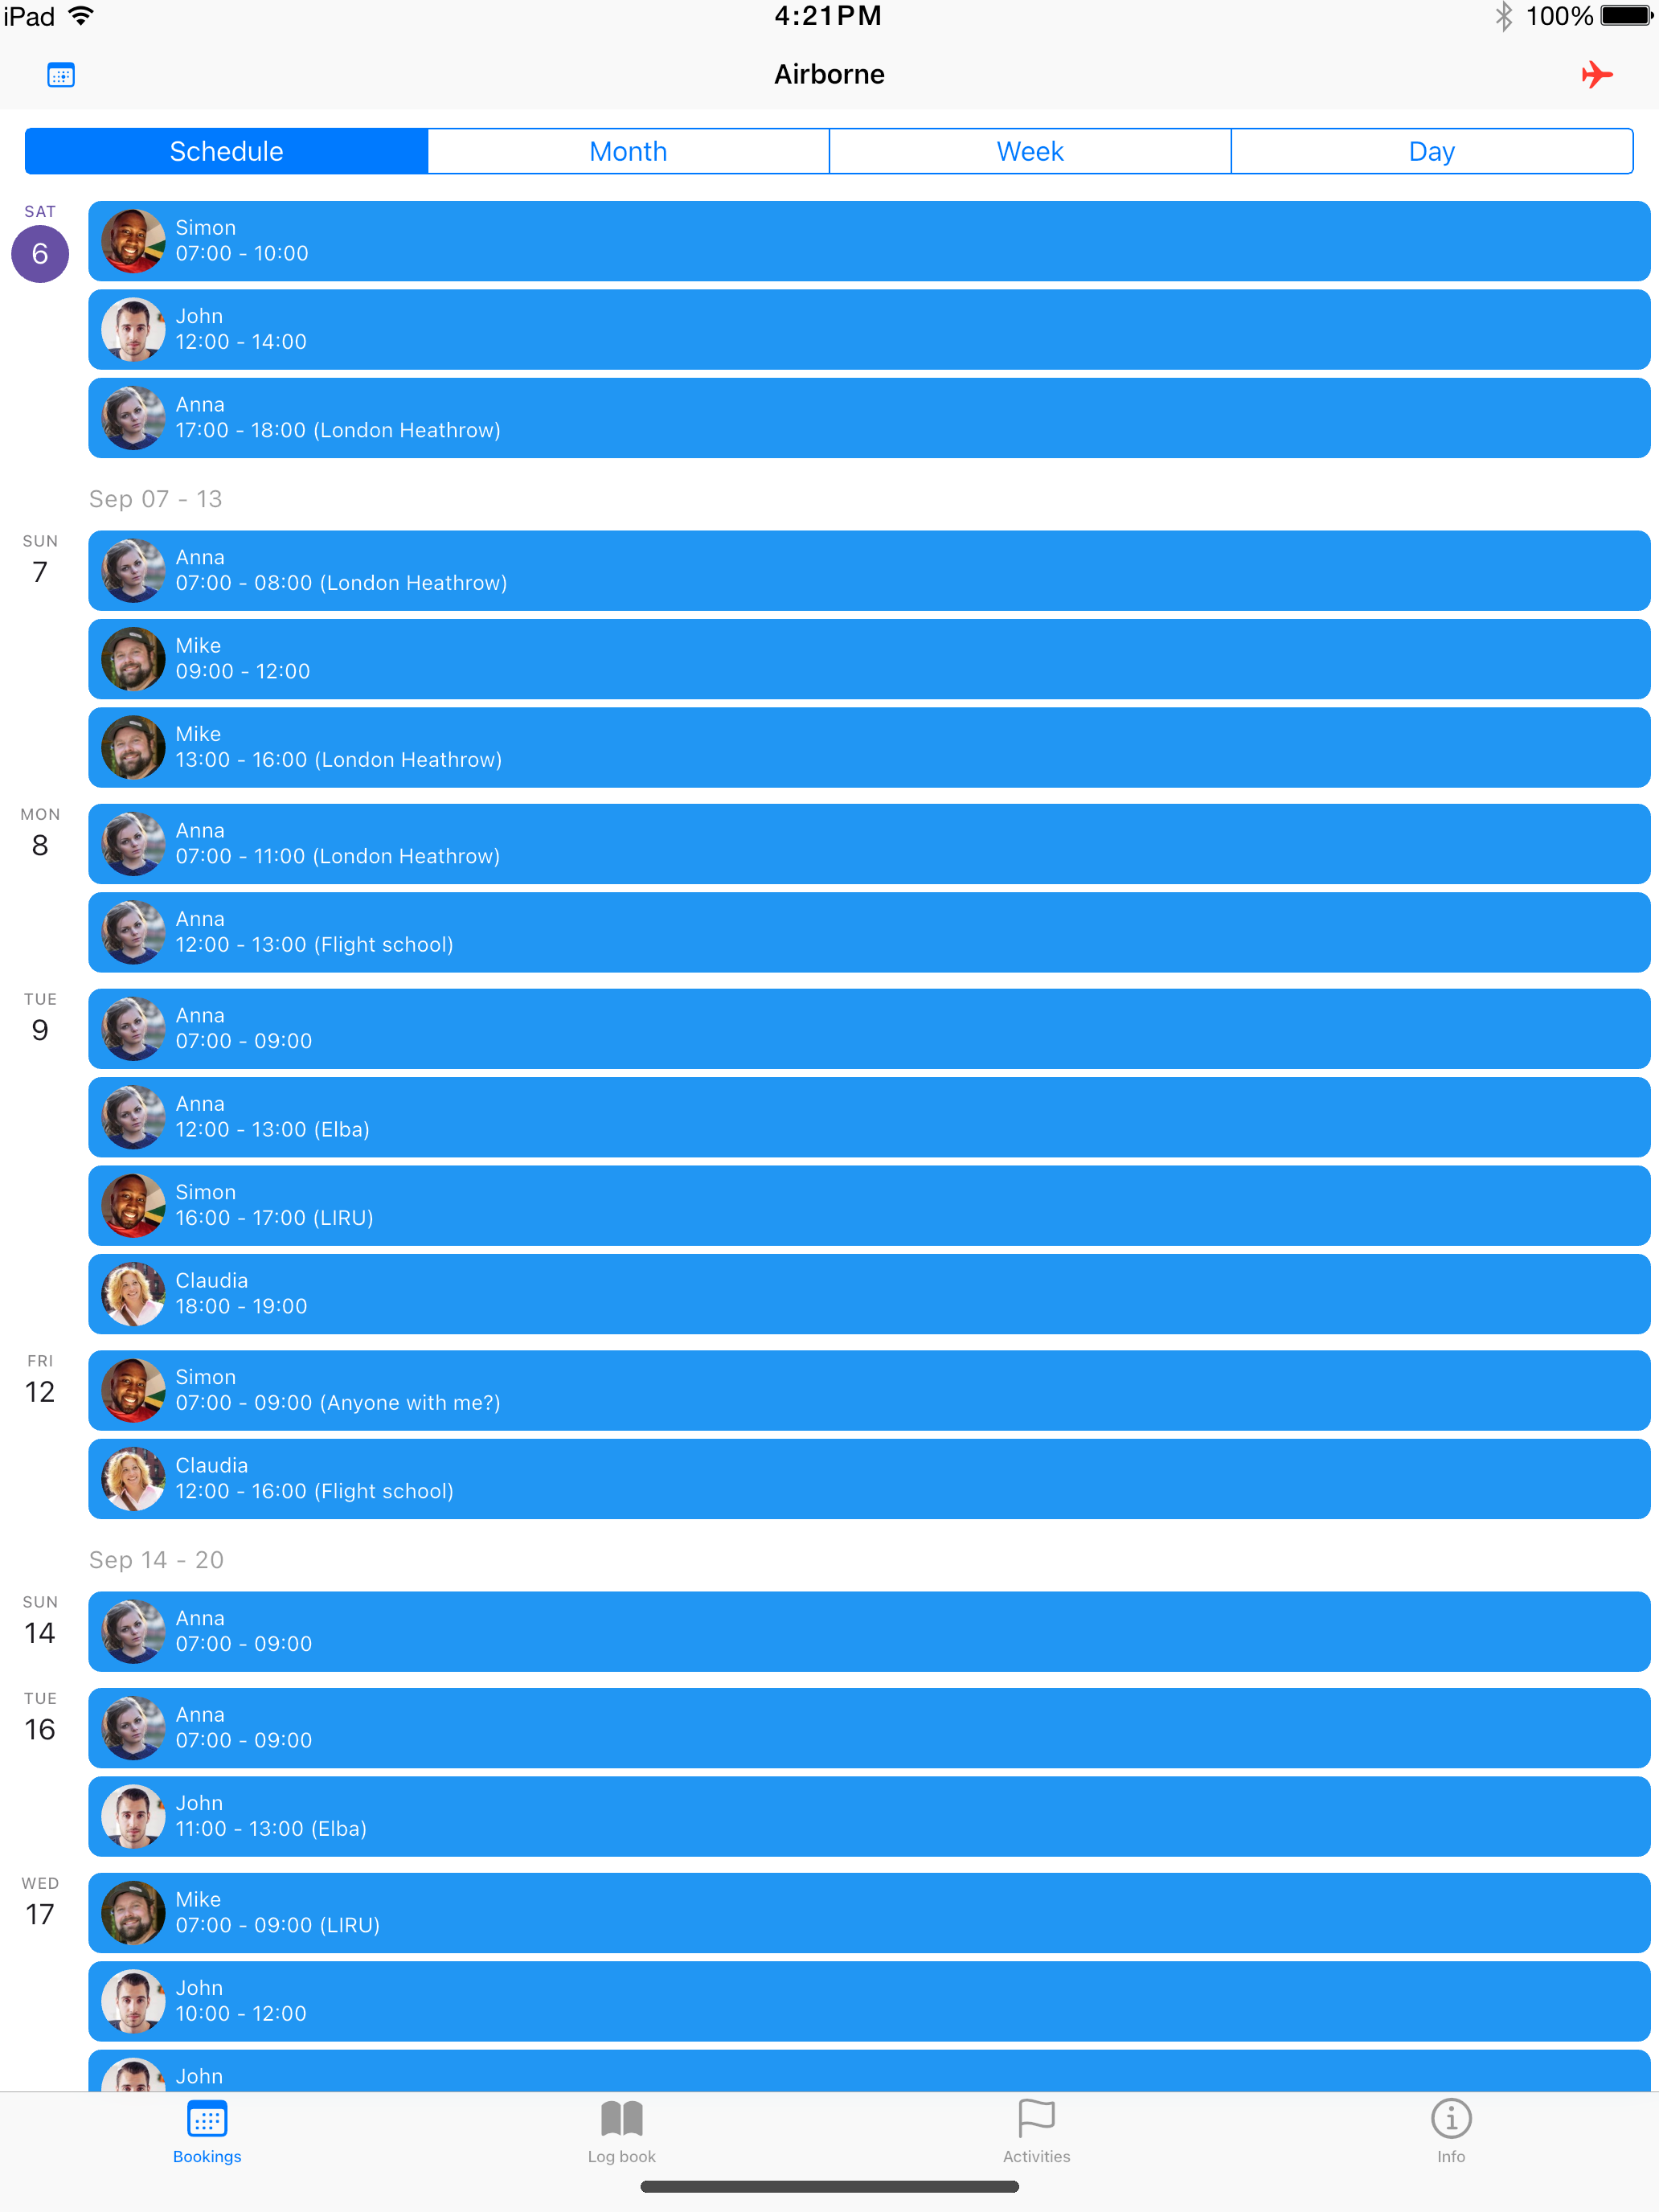 iPad 4:21PM 100%
Airborne
Schedule Month Week Day
SAT
6
Simon
07:00 - 10:00
John
12:00 - 14:00
Anna
17:00 - 18:00 (London Heathrow)
Sep 07 - 13
SUN
7
Anna
07:00 - 08:00 (London Heathrow)
Mike
09:00 - 12:00
Mike
13:00 - 16:00 (London Heathrow)
MON
8
Anna
07:00 - 11:00 (London Heathrow)
Anna
12:00 - 13:00 (Flight school)
TUE
9
Anna
07:00 - 09:00
Anna
12:00 - 13:00 (Elba)
Simon
16:00 - 17:00 (LIRU)
Claudia
18:00 - 19:00
FRI
12
Simon
07:00 - 09:00 (Anyone with me?)
Claudia
12:00 - 16:00 (Flight school)
Sep 14 - 20
SUN
14
Anna
07:00 - 09:00
TUE
16
Anna
07:00 - 09:00
John
11:00 - 13:00 (Elba)
WED
17
Mike
07:00 - 09:00 (LIRU)
John
10:00 - 12:00
John
Bookings Log book Activities Info